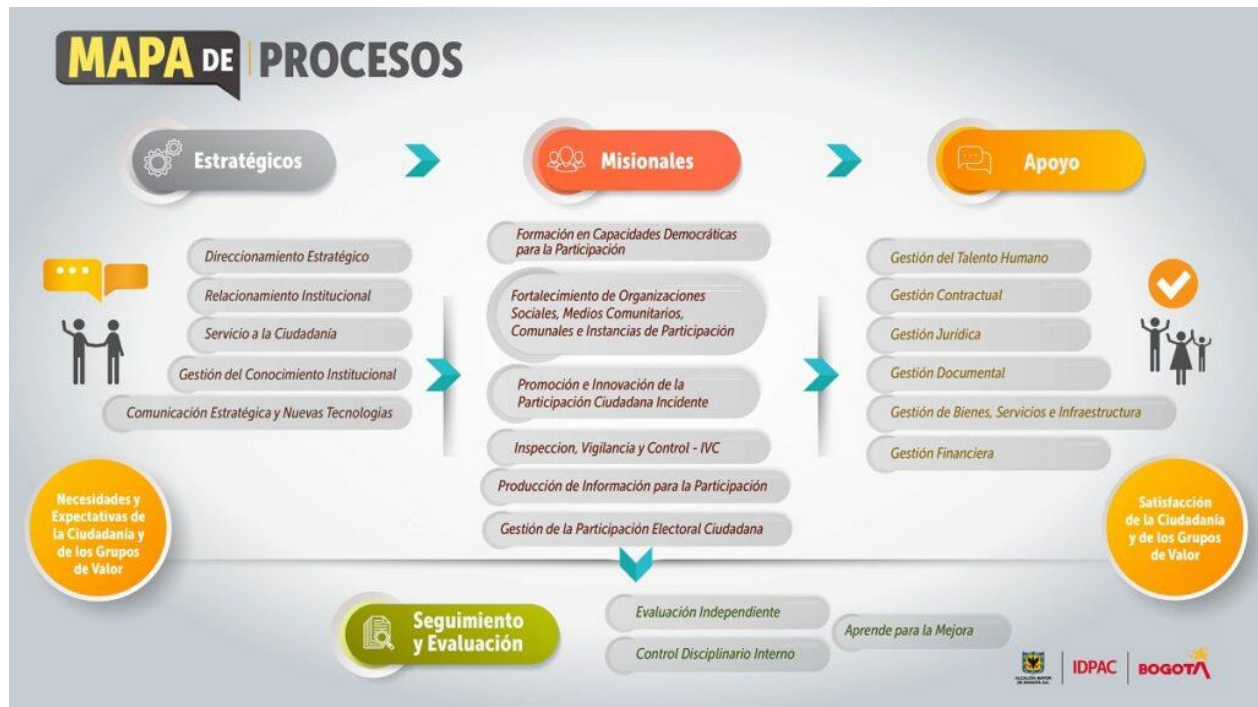 MAPA DE PROCESOS
Estratégicos
Misionales
Apoyo
Direccionamiento Estratégico
Relacionamiento Institucional
Servicio a la Ciudadanía
Gestión del Conocimiento Institucional
Comunicación Estratégica y Nuevas Tecnologías
Formación en Capacidades Democráticas
para la Participación
Fortalecimiento de Organizaciones
Sociales, Medios Comunitarios,
Comunales e Instancias de Participación
Promoción e Innovación de la
Participación Ciudadana Incidente
Inspeccion, Vigilancia y Control - IVC
Producción de Información para la Participación
Gestión de la Participación Electoral Ciudadana
Gestión del Talento Humano
Gestión Contractual
Gestión Jurídica
Gestión Documental
Gestión de Bienes, Servicios e Infraestructura
Gestión Financiera
Necesidades y
Expectativas de
la Ciudadanía y
de los Grupos
de Valor
Satisfacción
de la Ciudadanía
y de los Grupos
de Valor
Seguimiento
y Evaluación
Evaluación Independiente
Control Disciplinario Interno
Aprende para la Mejora
ALCALDÍA MAYOR
DE BOGOTÁ D.C.
IDPAC
BOGOTÁ